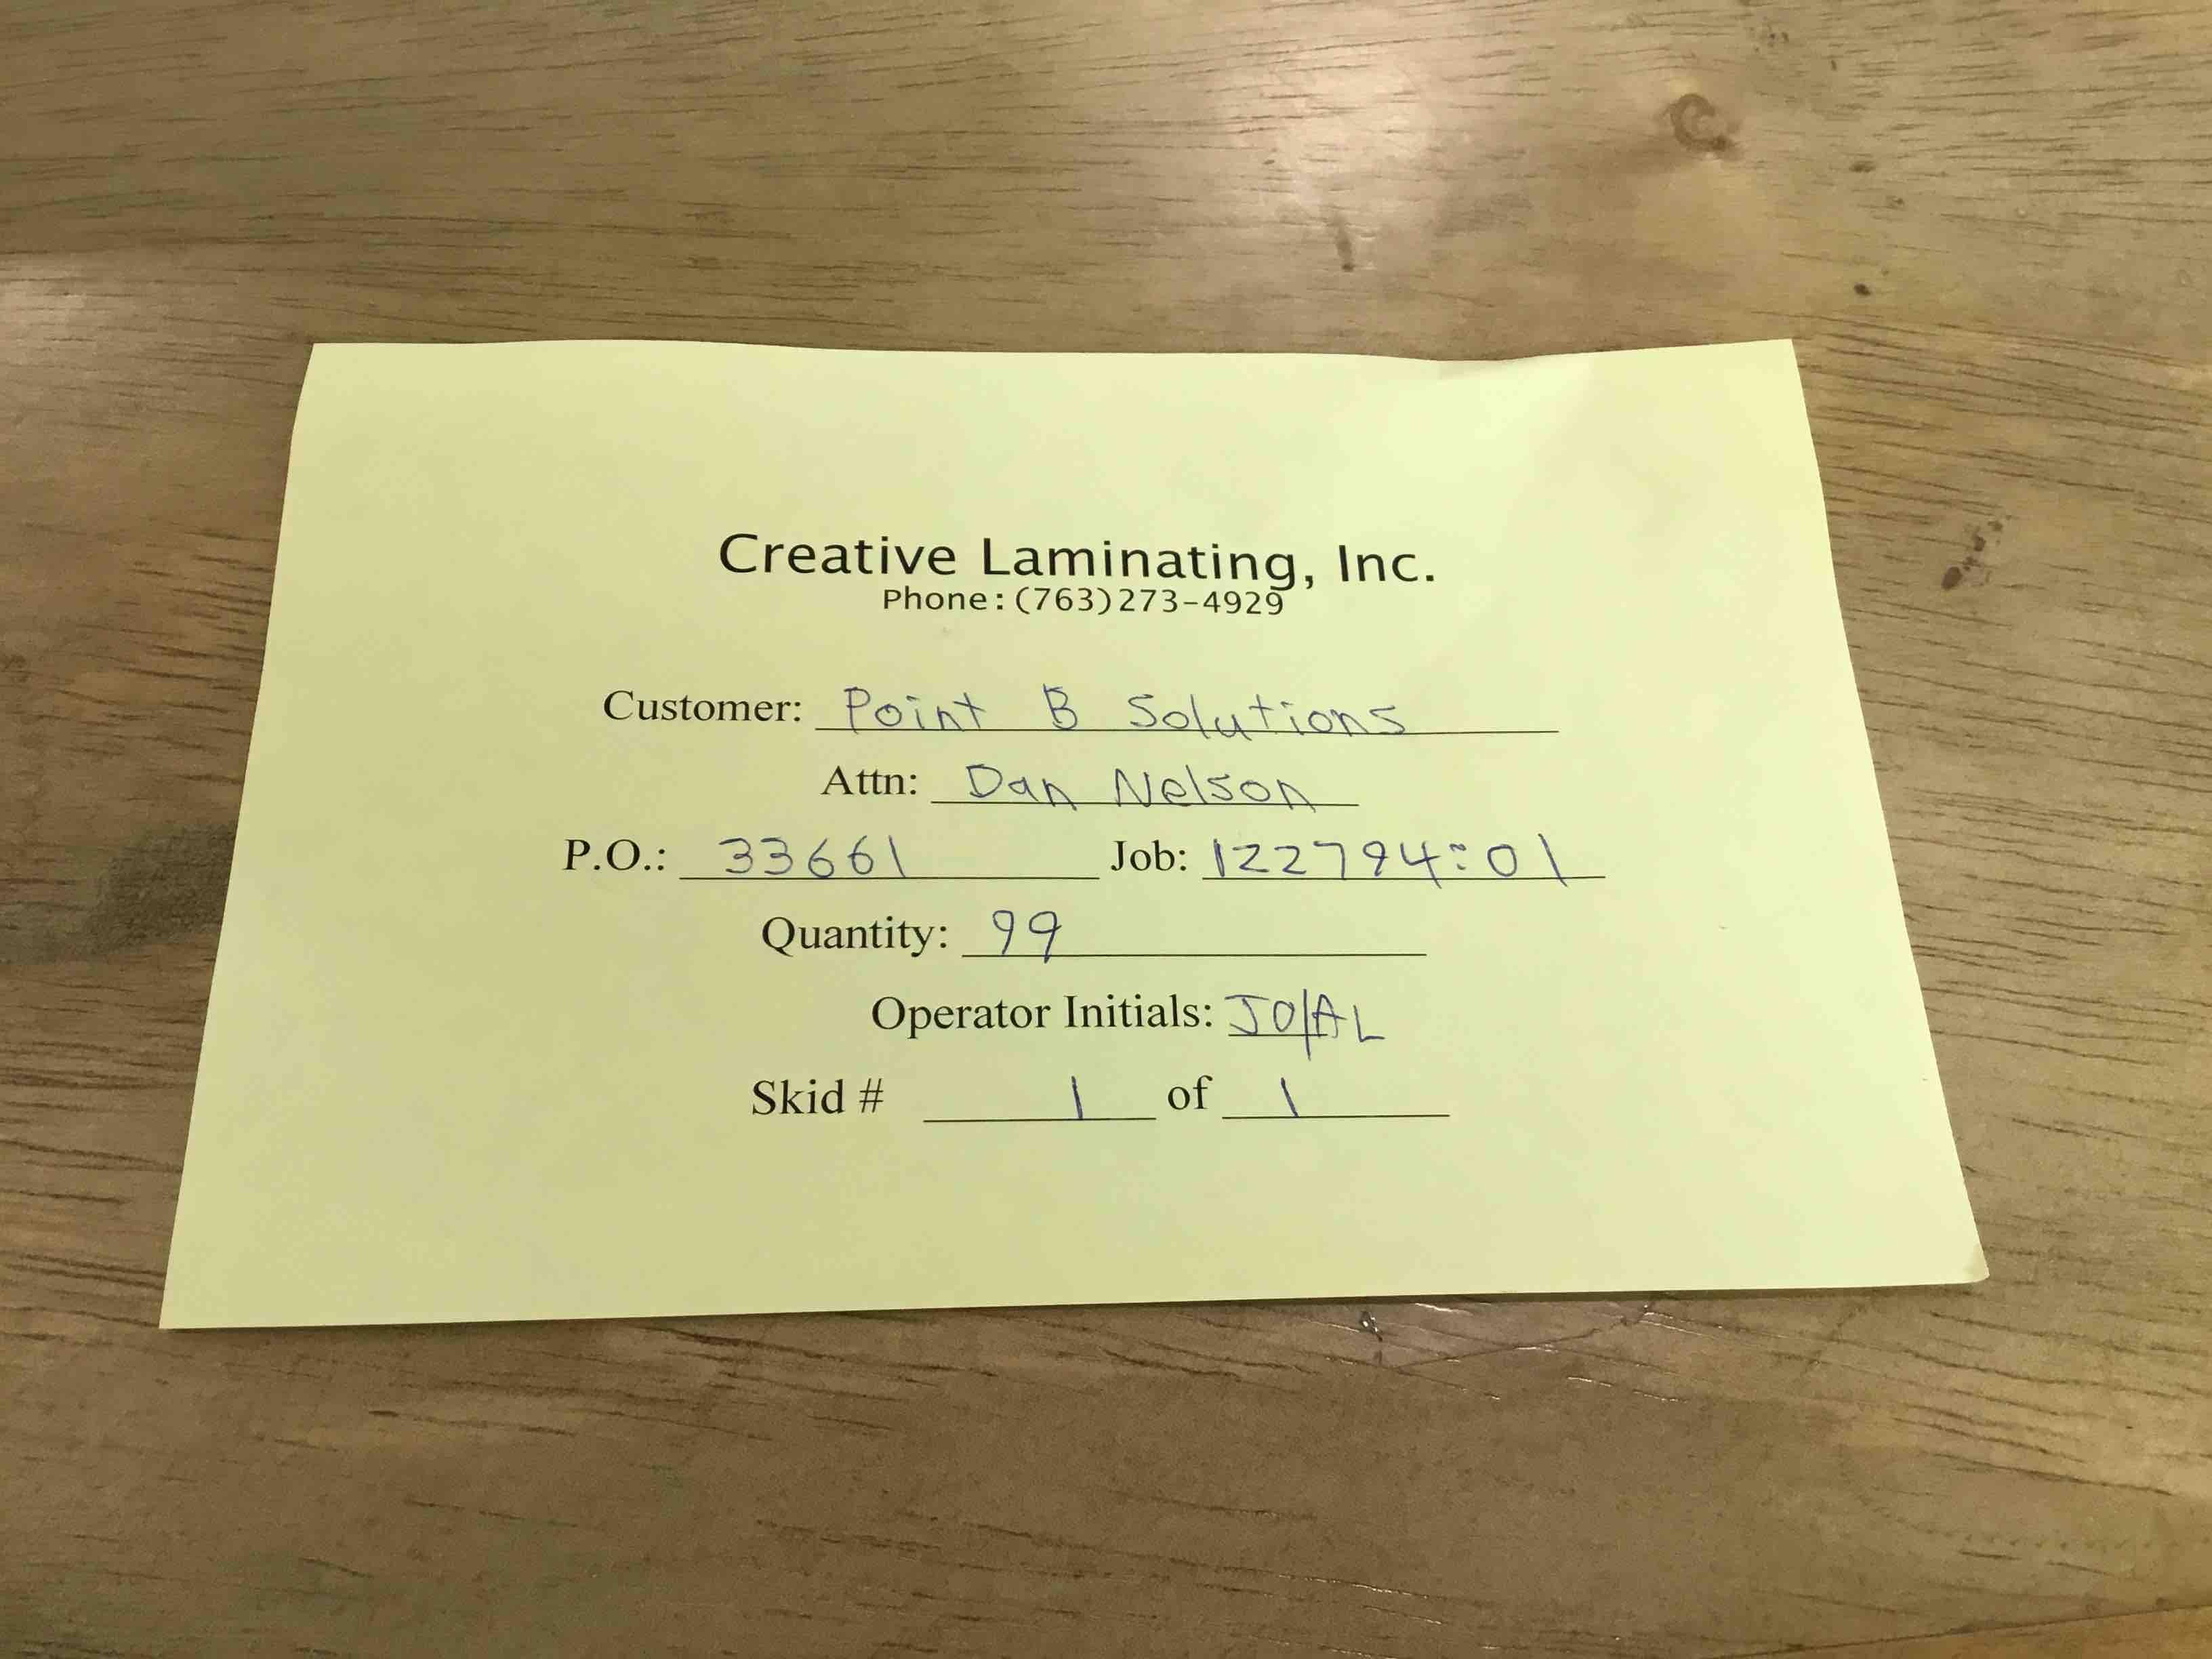 Creative Laminating, Inc.
Phone: (763)273-4929
Customer: Point B Solutions
Attn: Dan Nelson
P.O.: 33661 Job: 122794:01
Quantity: 99
Operator Initials: JO/AL
Skid # 1 of 1